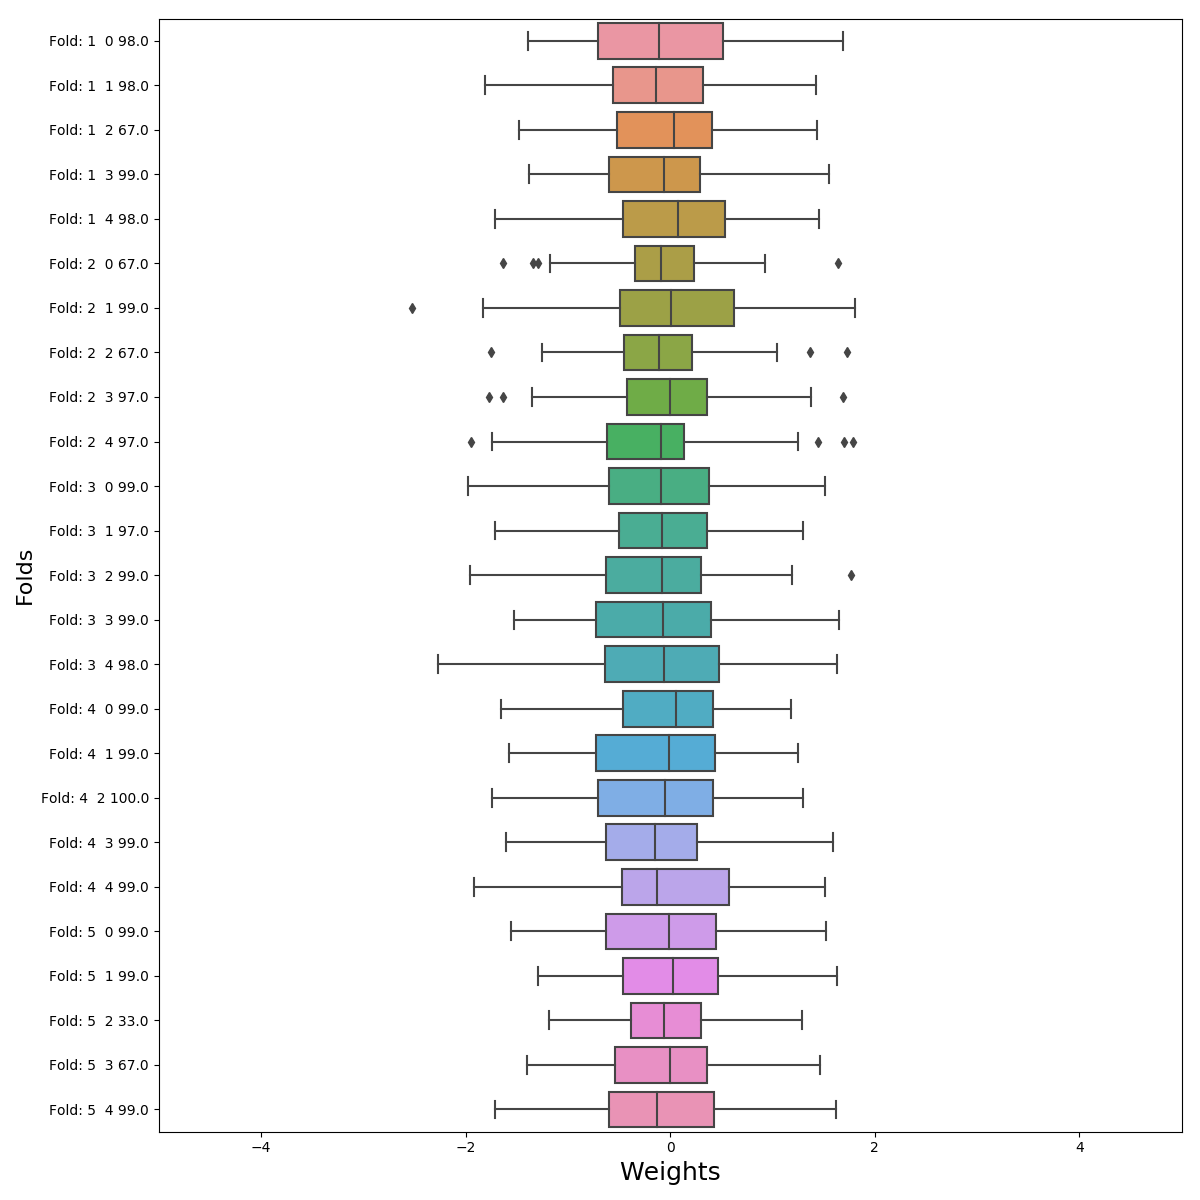 Fold: 1  0 98.0
Fold: 1  1 98.0
Fold: 1  2 67.0
Fold: 1  3 99.0
Fold: 1  4 98.0
Fold: 2  0 67.0
Fold: 2  1 99.0
Fold: 2  2 67.0
Fold: 2  3 97.0
Fold: 2  4 97.0
Fold: 3  0 99.0
Fold: 3  1 97.0
Fold: 3  2 99.0
Fold: 3  3 99.0
Fold: 3  4 98.0
Fold: 4  0 99.0
Fold: 4  1 99.0
Fold: 4  2 100.0
Fold: 4  3 99.0
Fold: 4  4 99.0
Fold: 5  0 99.0
Fold: 5  1 99.0
Fold: 5  2 33.0
Fold: 5  3 67.0
Fold: 5  4 99.0
Folds
−4 −2 0 2 4
Weights